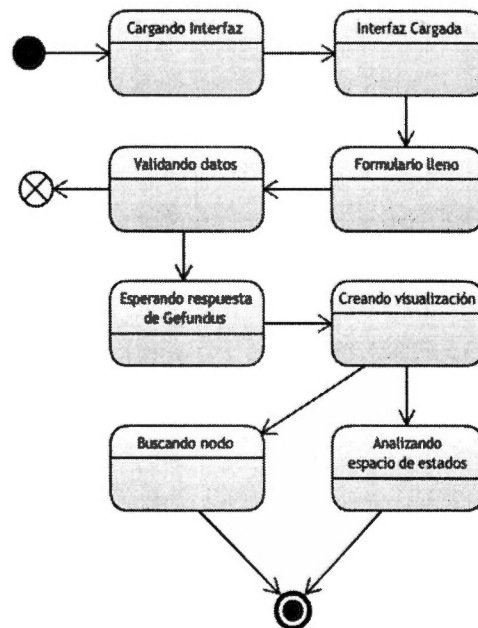 Cargando Interfaz
Interfaz Cargada
Validando datos
Formulario lleno
Esperando respuesta
de Gefundus
Creando visualización
Buscando nodo
Analizando
espacio de estados